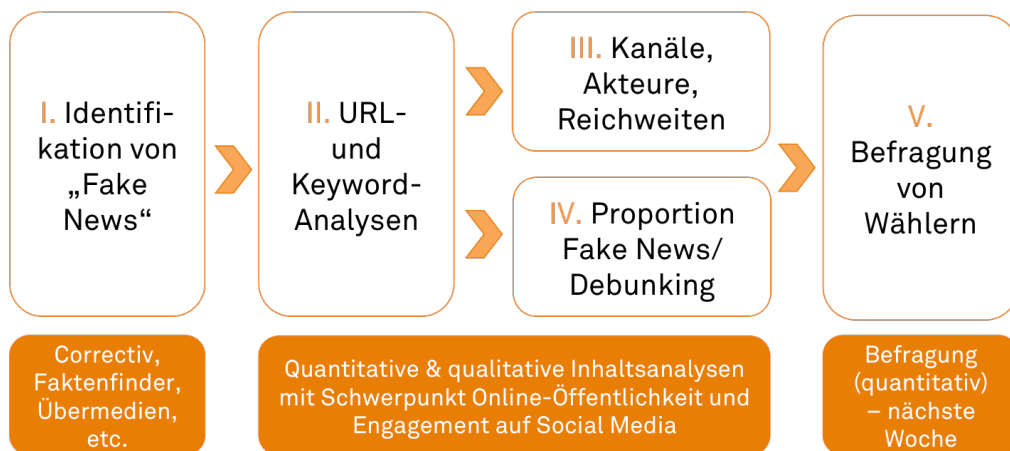 I. Identifi-
kation von
„Fake
News“
II. URL-
und
Keyword-
Analysen
III. Kanäle,
Akteure,
Reichweiten
IV. Proportion
Fake News/
Debunking
V.
Befragung
von
Wählern
Correctiv,
Faktenfinder,
Übermedien,
etc.
Quantitative & qualitative Inhaltsanalysen
mit Schwerpunkt Online-Öffentlichkeit und
Engagement auf Social Media
Befragung
(quantitativ)
– nächste
Woche